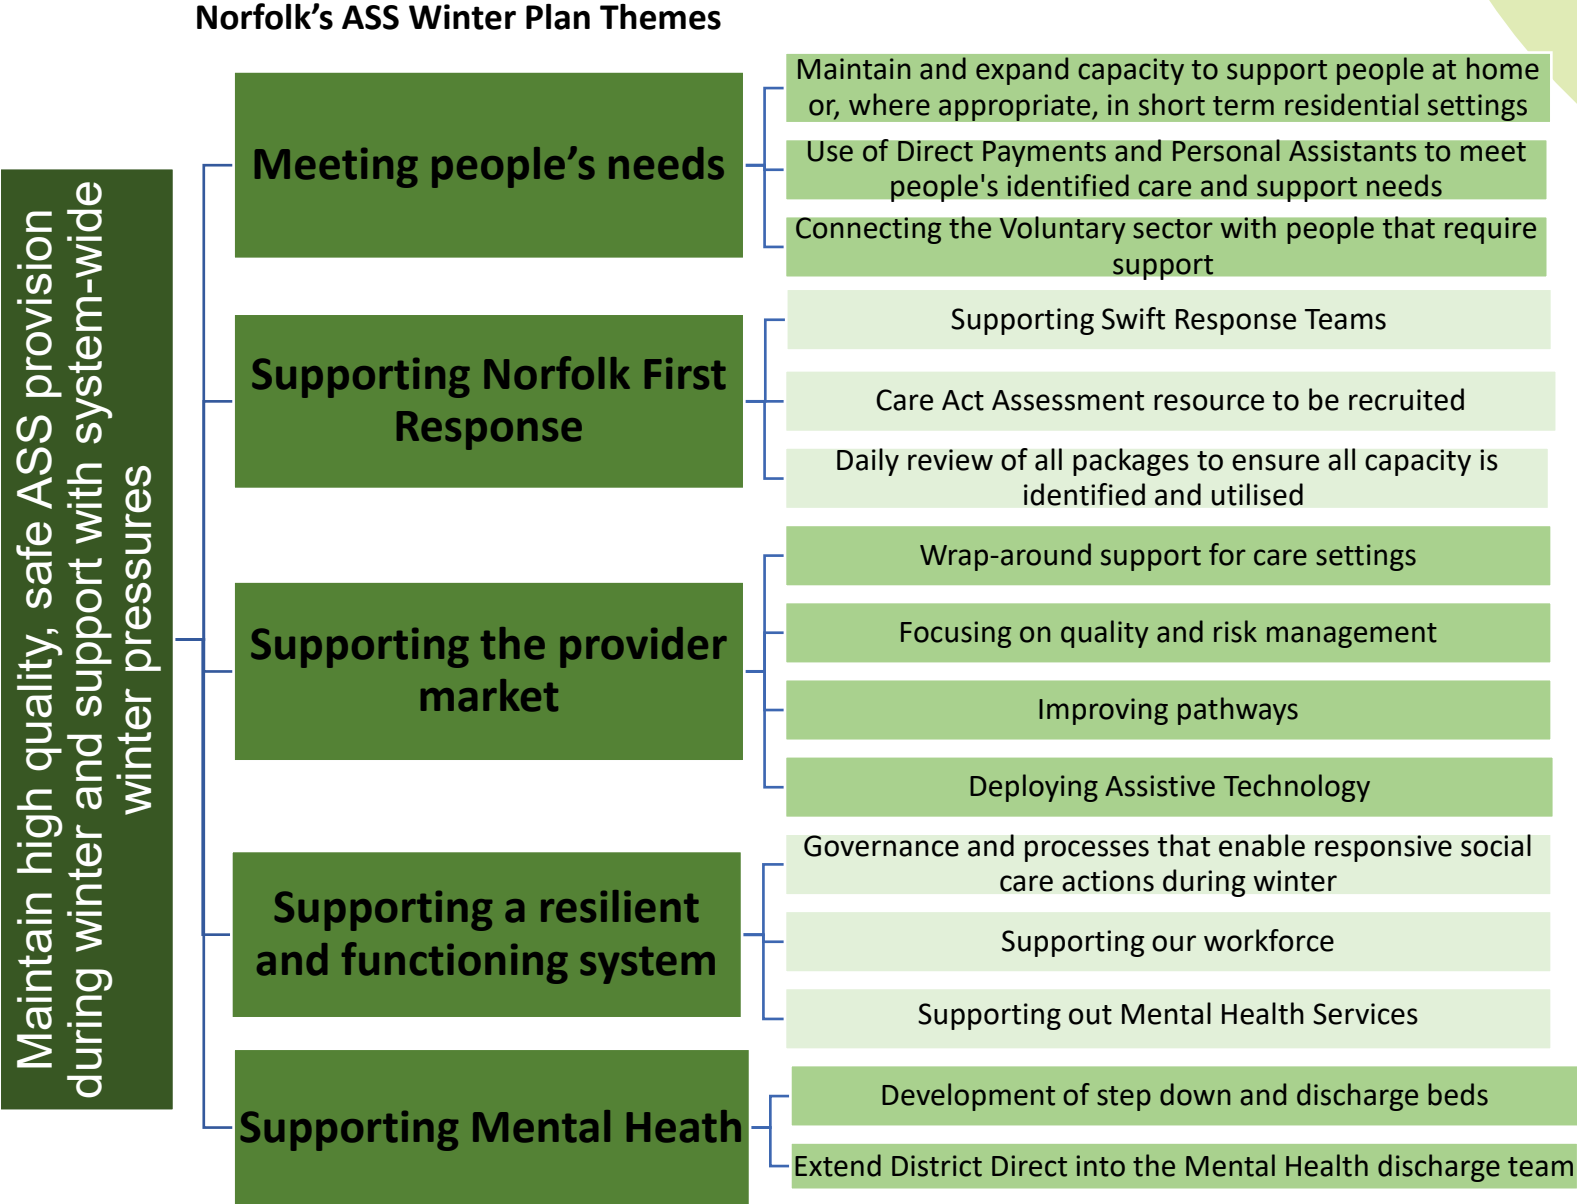 Norfolk's ASS Winter Plan Themes
Maintain high quality, safe ASS provision
during winter and support with system-wide
winter pressures
Meeting people's needs
Maintain and expand capacity to support people at home
or, where appropriate, in short term residential settings
Use of Direct Payments and Personal Assistants to meet
people's identified care and support needs
Connecting the Voluntary sector with people that require
support
Supporting Norfolk First
Response
Supporting Swift Response Teams
Care Act Assessment resource to be recruited
Daily review of all packages to ensure all capacity is
identified and utilised
Supporting the provider
market
Wrap-around support for care settings
Focusing on quality and risk management
Improving pathways
Deploying Assistive Technology
Supporting a resilient
and functioning system
Governance and processes that enable responsive social
care actions during winter
Supporting our workforce
Supporting out Mental Health Services
Supporting Mental Heath
Development of step down and discharge beds
Extend District Direct into the Mental Health discharge team